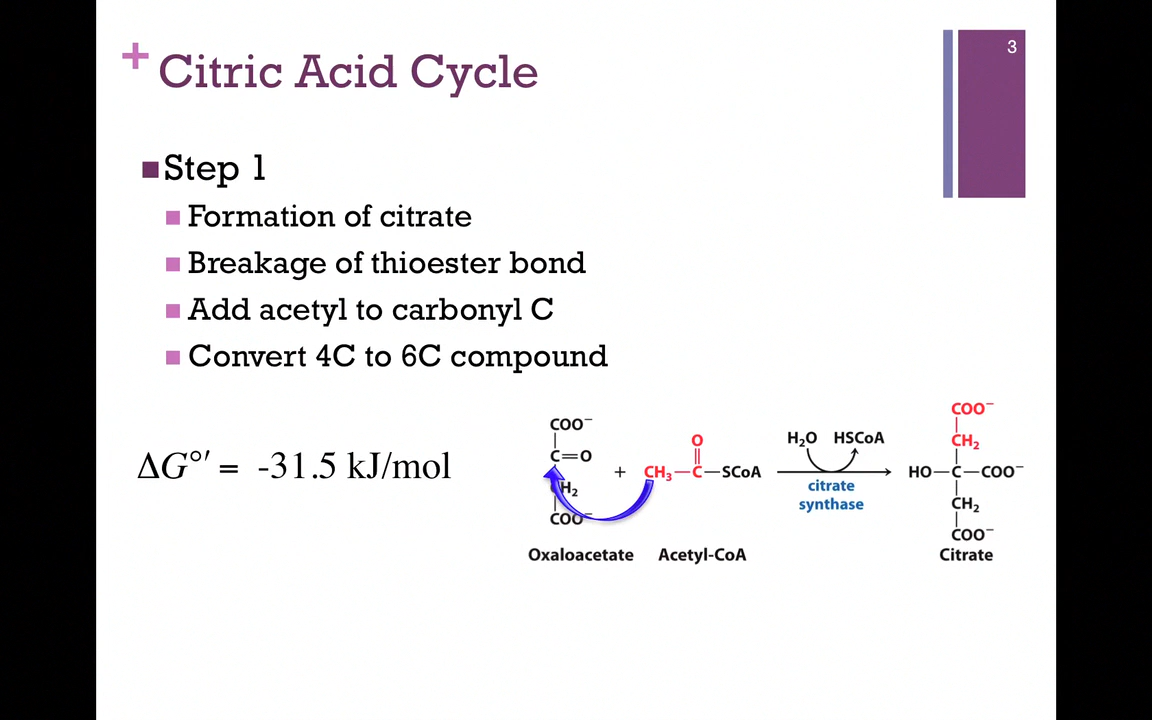 3
+ Citric Acid Cycle
Step 1
Formation of citrate
Breakage of thioester bond
Add acetyl to carbonyl C
Convert 4C to 6C compound
ΔG°′ = -31.5 kJ/mol
COO⁻
C=O
H₂
COO⁻
Oxaloacetate
+
O
CH₃—C—SCoA
Acetyl-CoA
H₂O HSCoA
citrate
synthase
COO⁻
CH₂
HO—C—COO⁻
CH₂
COO⁻
Citrate